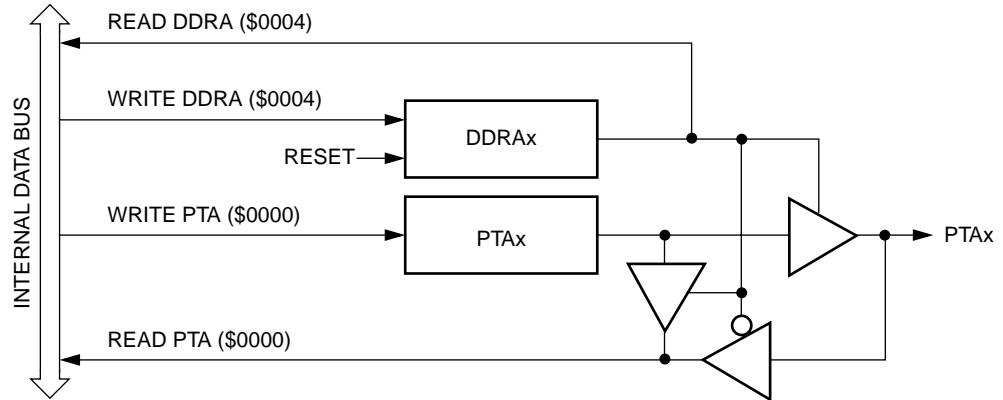 READ DDRA ($0004)
WRITE DDRA ($0004)
DDRAx
RESET
INTERNAL DATA BUS
WRITE PTA ($0000)
PTAx
PTAx
READ PTA ($0000)